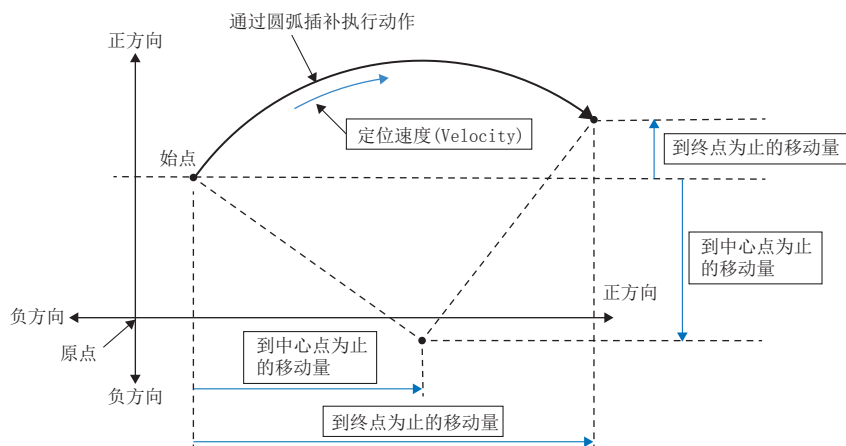 通过圆弧插补执行动作
正方向
定位速度(Velocity)
始点
到终点为止的移动量
到中心点为止
的移动量
正方向
负方向
原点
到中心点为止
的移动量
负方向
到终点为止的移动量